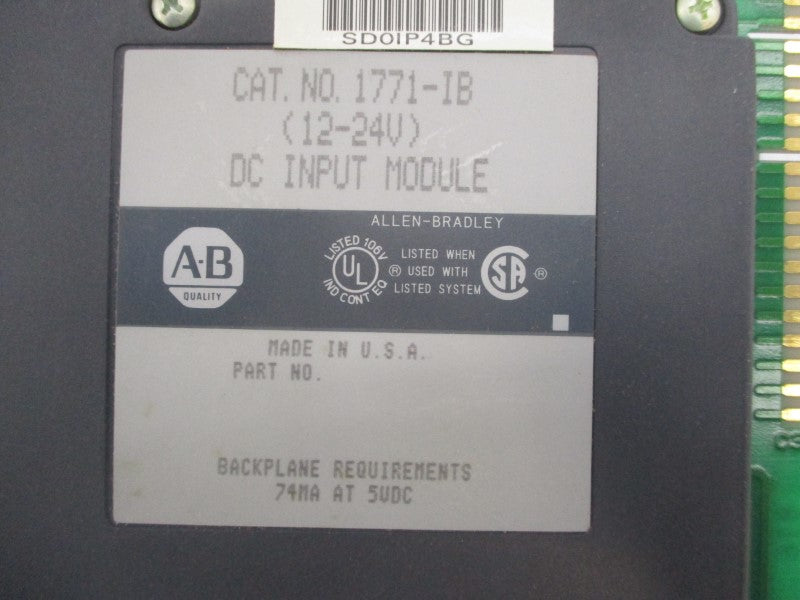 SD0IP4BG
CAT. NO. 1771-IB
(12-24V)
DC INPUT MODULE
ALLEN-BRADLEY
A·B
QUALITY
LISTED 106V
UL ®
IND CONT EQ
LISTED WHEN
USED WITH
LISTED SYSTEM
SA ®
MADE IN U.S.A.
PART NO.
BACKPLANE REQUIREMENTS
74MA AT 5VDC